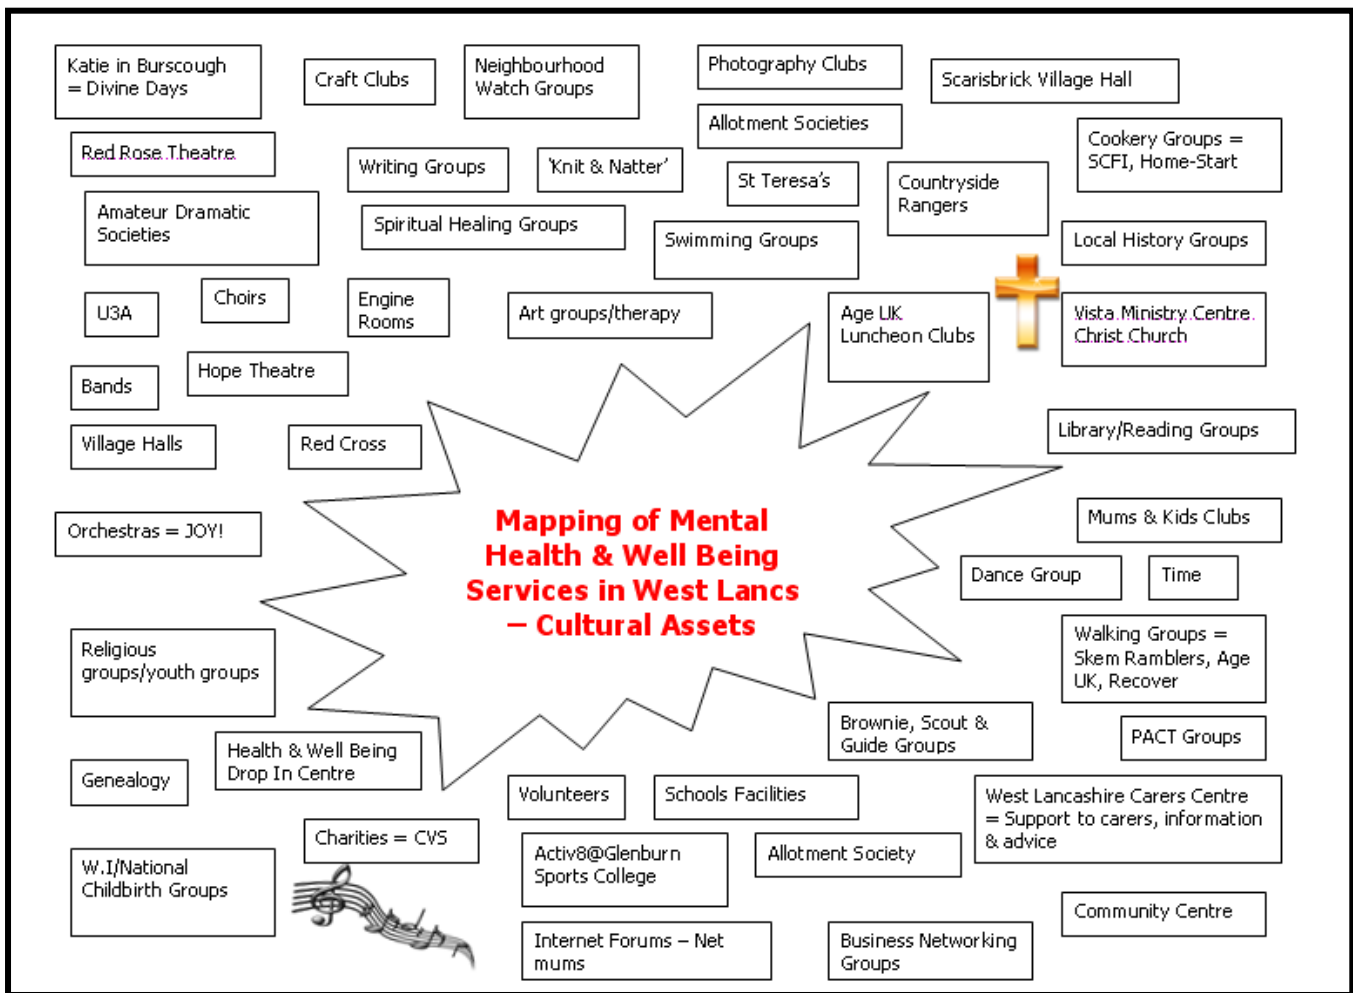 Katie in Burscough
= Divine Days
Craft Clubs
Neighbourhood
Watch Groups
Photography Clubs
Scarisbrick Village Hall
Red Rose Theatre
Writing Groups
'Knit & Natter'
Allotment Societies
St Teresa's
Countryside
Rangers
Cookery Groups =
SCFI, Home-Start
Amateur Dramatic
Societies
Spiritual Healing Groups
Swimming Groups
Local History Groups
U3A
Choirs
Engine
Rooms
Art groups/therapy
Age UK
Luncheon Clubs
Vista Ministry Centre
Christ Church
Bands
Hope Theatre
Village Halls
Red Cross
Library/Reading Groups
Orchestras = JOY!
Mapping of Mental
Health & Well Being
Services in West Lancs
– Cultural Assets
Mums & Kids Clubs
Dance Group
Time
Religious
groups/youth groups
Walking Groups =
Skem Ramblers, Age
UK, Recover
Brownie, Scout &
Guide Groups
PACT Groups
Genealogy
Health & Well Being
Drop In Centre
Volunteers
Schools Facilities
West Lancashire Carers Centre
= Support to carers, information
& advice
Charities = CVS
W.I/National
Childbirth Groups
Activ8@Glenburn
Sports College
Allotment Society
Community Centre
Internet Forums – Net
mums
Business Networking
Groups